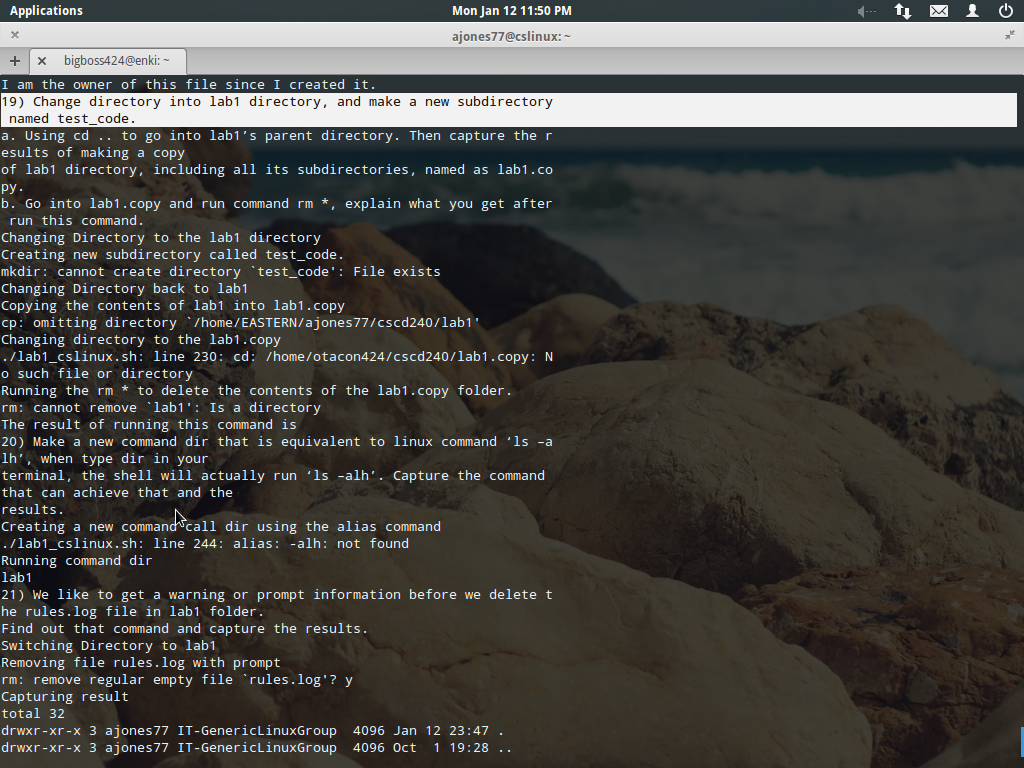 Applications
Mon Jan 12 11:50 PM
ajones77@cslinux: ~
bigboss424@enki: ~
I am the owner of this file since I created it.
19) Change directory into lab1 directory, and make a new subdirectory
 named test_code.
a. Using cd .. to go into lab1’s parent directory. Then capture the r
esults of making a copy
of lab1 directory, including all its subdirectories, named as lab1.co
py.
b. Go into lab1.copy and run command rm *, explain what you get after
 run this command.
Changing Directory to the lab1 directory
Creating new subdirectory called test_code.
mkdir: cannot create directory `test_code': File exists
Changing Directory back to lab1
Copying the contents of lab1 into lab1.copy
cp: omitting directory `/home/EASTERN/ajones77/cscd240/lab1'
Changing directory to the lab1.copy
./lab1_cslinux.sh: line 230: cd: /home/otacon424/cscd240/lab1.copy: N
o such file or directory
Running the rm * to delete the contents of the lab1.copy folder.
rm: cannot remove `lab1': Is a directory
The result of running this command is
20) Make a new command dir that is equivalent to linux command ‘ls –a
lh’, when type dir in your
terminal, the shell will actually run ‘ls –alh’. Capture the command
that can achieve that and the
results.
Creating a new command call dir using the alias command
./lab1_cslinux.sh: line 244: alias: -alh: not found
Running command dir
lab1
21) We like to get a warning or prompt information before we delete t
he rules.log file in lab1 folder.
Find out that command and capture the results.
Switching Directory to lab1
Removing file rules.log with prompt
rm: remove regular empty file `rules.log'? y
Capturing result
total 32
drwxr-xr-x 3 ajones77 IT-GenericLinuxGroup  4096 Jan 12 23:47 .
drwxr-xr-x 3 ajones77 IT-GenericLinuxGroup  4096 Oct  1 19:28 ..